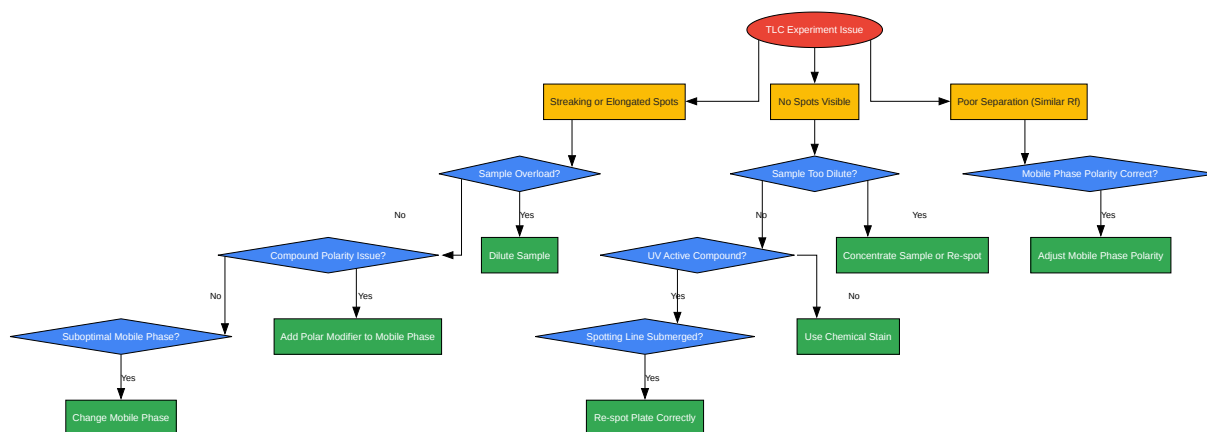 TLC Experiment Issue
Streaking or Elongated Spots
No Spots Visible
Poor Separation (Similar Rf)
Sample Overload?
Sample Too Dilute?
Mobile Phase Polarity Correct?
No
Yes
No
Yes
Yes
Compound Polarity Issue?
Dilute Sample
UV Active Compound?
Concentrate Sample or Re-spot
Adjust Mobile Phase Polarity
No
Yes
Yes
No
Suboptimal Mobile Phase?
Add Polar Modifier to Mobile Phase
Spotting Line Submerged?
Use Chemical Stain
Yes
Yes
Change Mobile Phase
Re-spot Plate Correctly